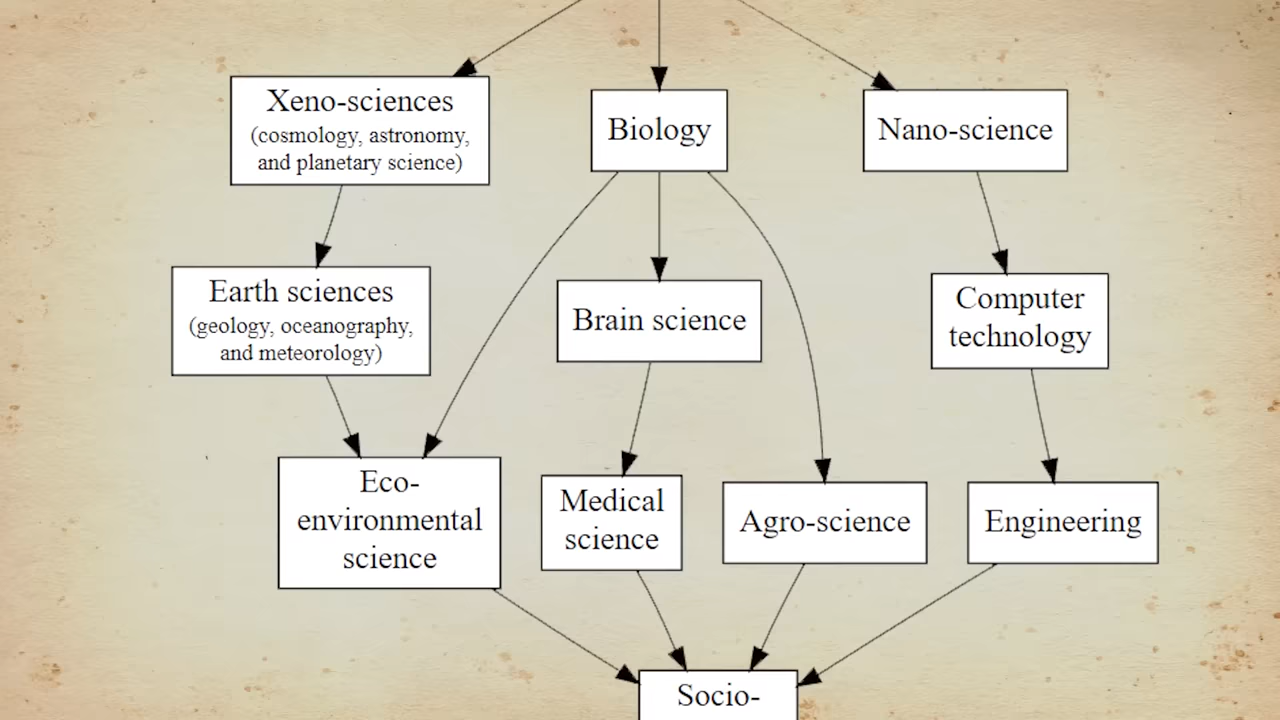 Xeno-sciences
(cosmology, astronomy,
and planetary science)
Biology
Nano-science
Earth sciences
(geology, oceanography,
and meteorology)
Brain science
Computer
technology
Eco-
environmental
science
Medical
science
Agro-science
Engineering
Socio-